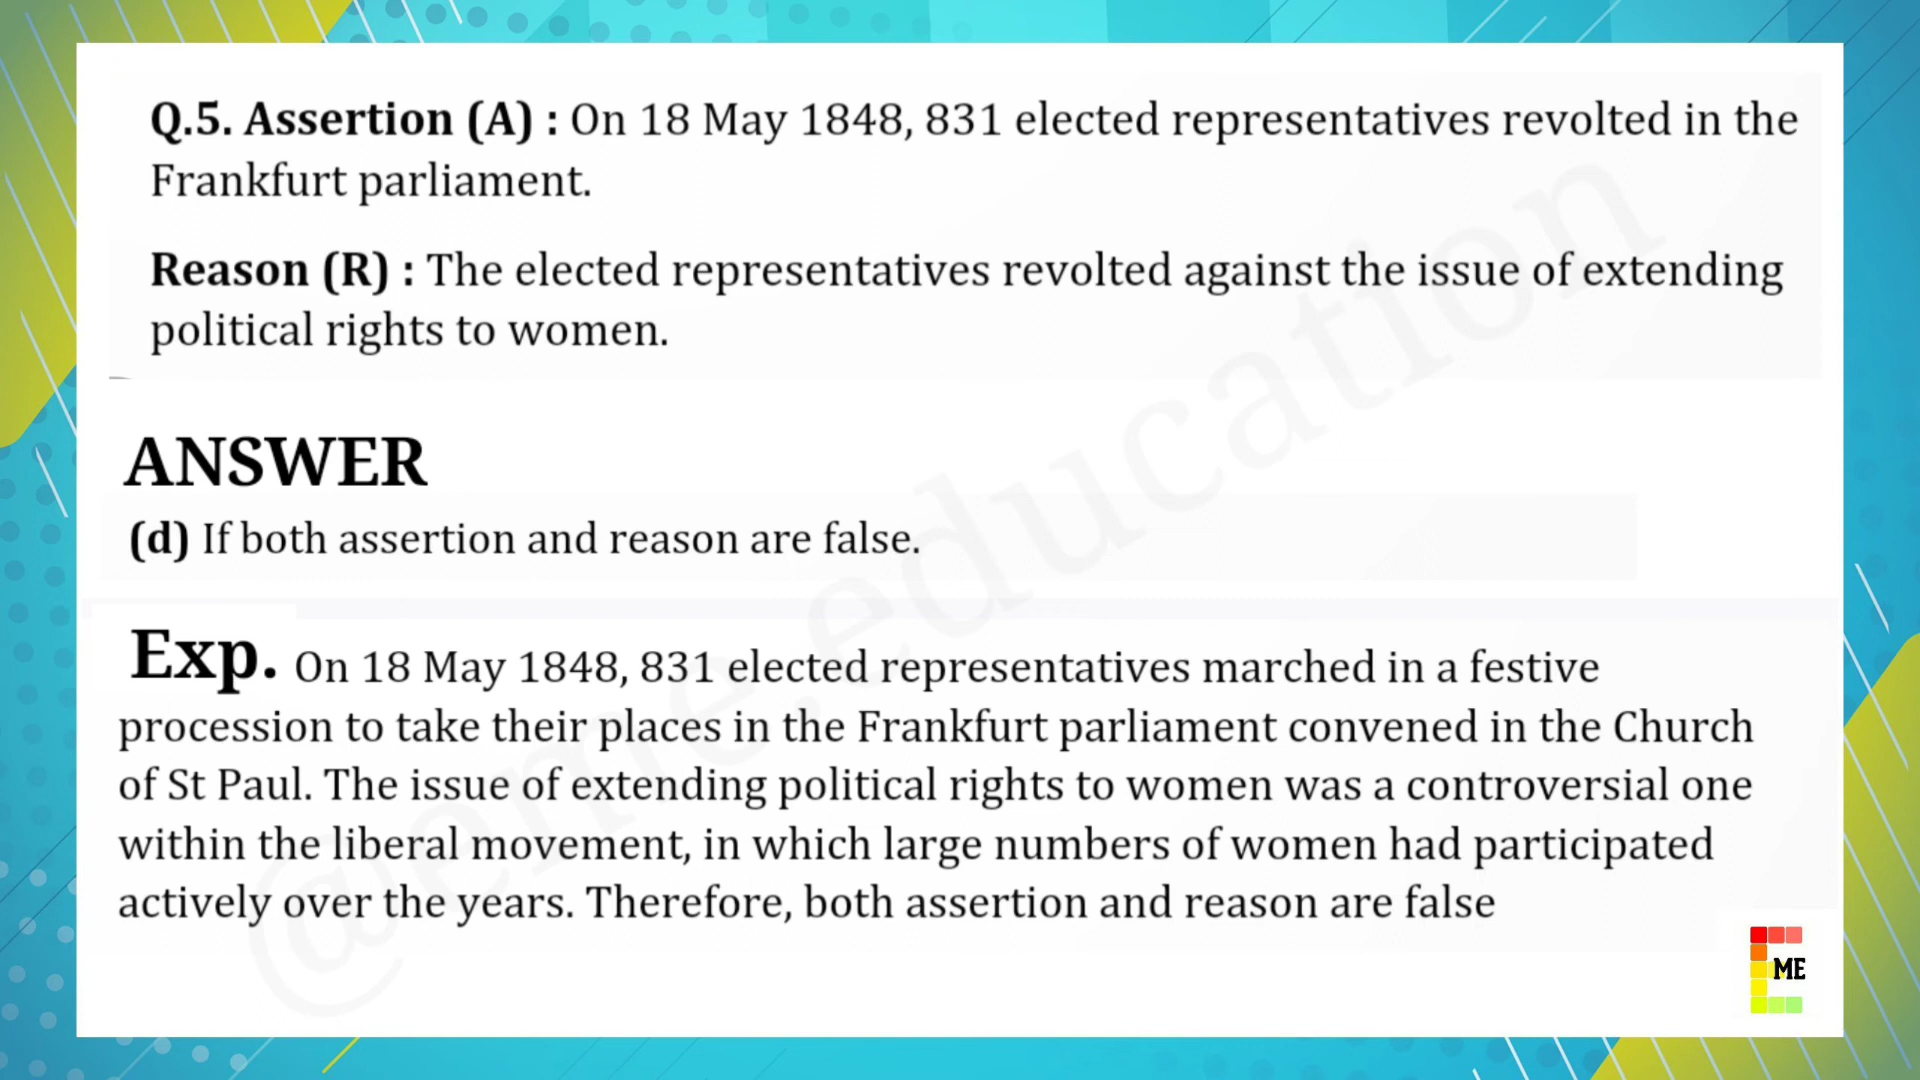 Q.5. Assertion (A) : On 18 May 1848, 831 elected representatives revolted in the
Frankfurt parliament.
Reason (R) : The elected representatives revolted against the issue of extending
political rights to women.
ANSWER
(d) If both assertion and reason are false.
Exp. On 18 May 1848, 831 elected representatives marched in a festive
procession to take their places in the Frankfurt parliament convened in the Church
of St Paul. The issue of extending political rights to women was a controversial one
within the liberal movement, in which large numbers of women had participated
actively over the years. Therefore, both assertion and reason are false
@eme.education
ME